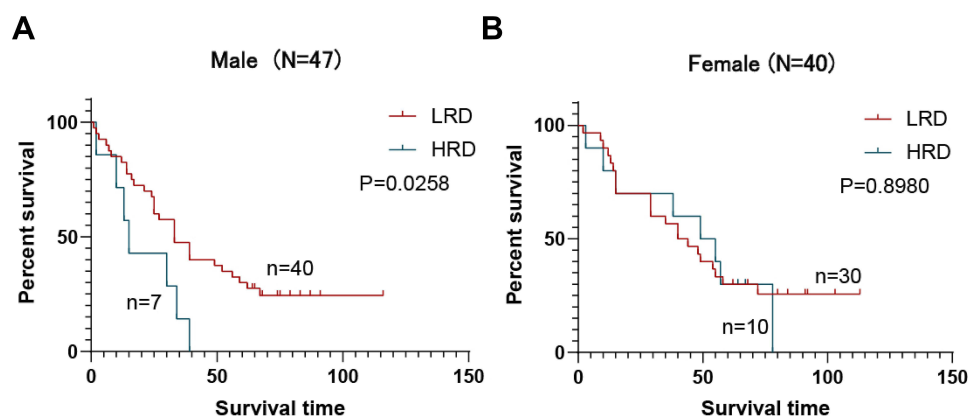 A
Male (N=47)
Percent survival
100
50
0
LRD
HRD
P=0.0258
n=40
n=7
0 50 100 150
Survival time
B
Female (N=40)
Percent survival
100
50
0
LRD
HRD
P=0.8980
n=30
n=10
0 50 100 150
Survival time